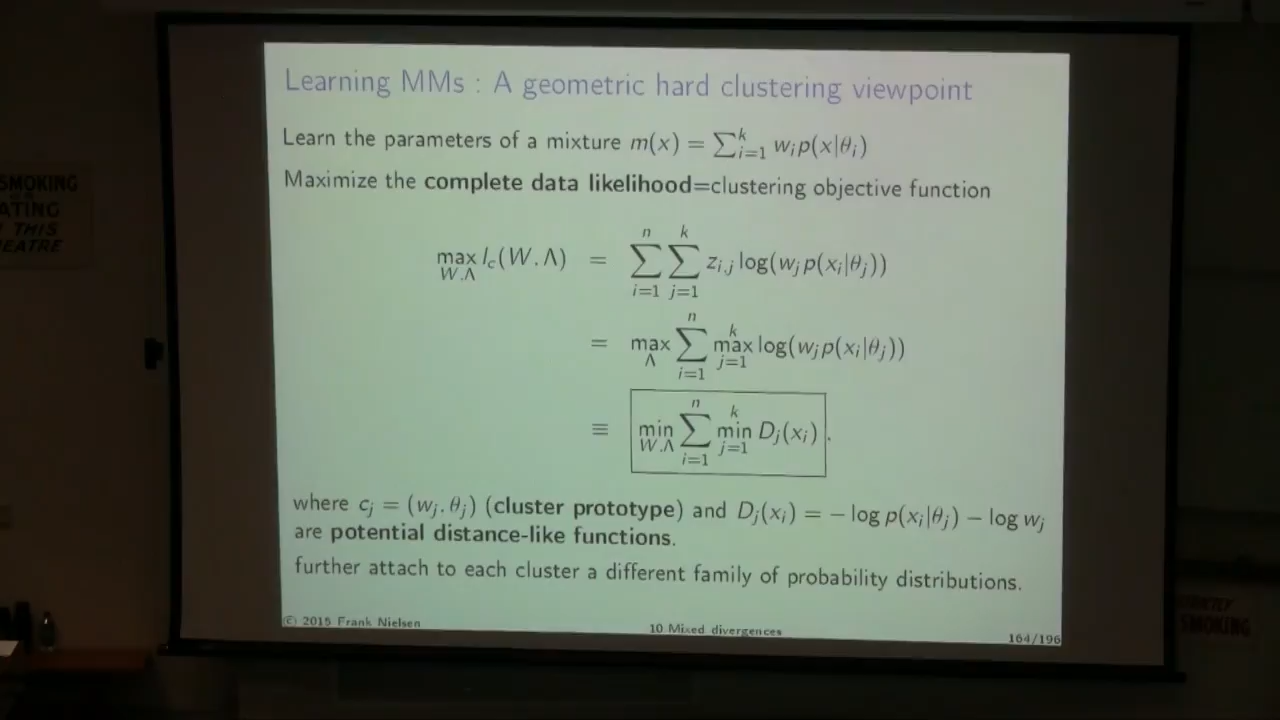 SMOKING
ATING
THIS
EATRE
Learning MMs : A geometric hard clustering viewpoint
Learn the parameters of a mixture m(x) = ∑_{i=1}^{k} w_i p(x|θ_i)
Maximize the complete data likelihood=clustering objective function
max_{W,Λ} l_c(W, Λ) = ∑_{i=1}^{n} ∑_{j=1}^{k} z_{i,j} log(w_j p(x_i|θ_j))
= max_Λ ∑_{i=1}^{n} max_{j=1}^{k} log(w_j p(x_i|θ_j))
≡ min_{W,Λ} ∑_{i=1}^{n} min_{j=1}^{k} D_j(x_i) .
where c_j = (w_j, θ_j) (cluster prototype) and D_j(x_i) = − log p(x_i|θ_j) − log w_j
are potential distance-like functions.
further attach to each cluster a different family of probability distributions.
© 2015 Frank Nielsen 10 Mixed divergences 164/196
SMOKING